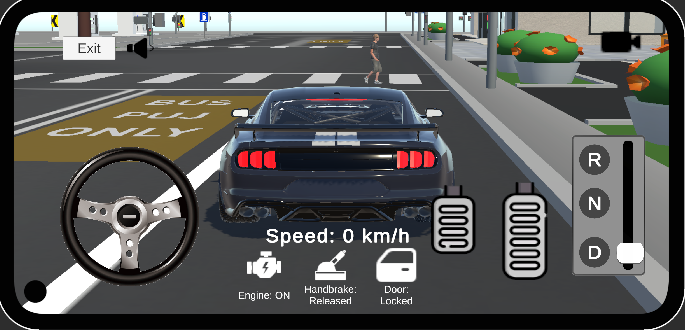 Exit
BUS
PUJ
ONLY
R
N
D
Speed: 0 km/h
Engine: ON
Handbrake:
Released
Door:
Locked